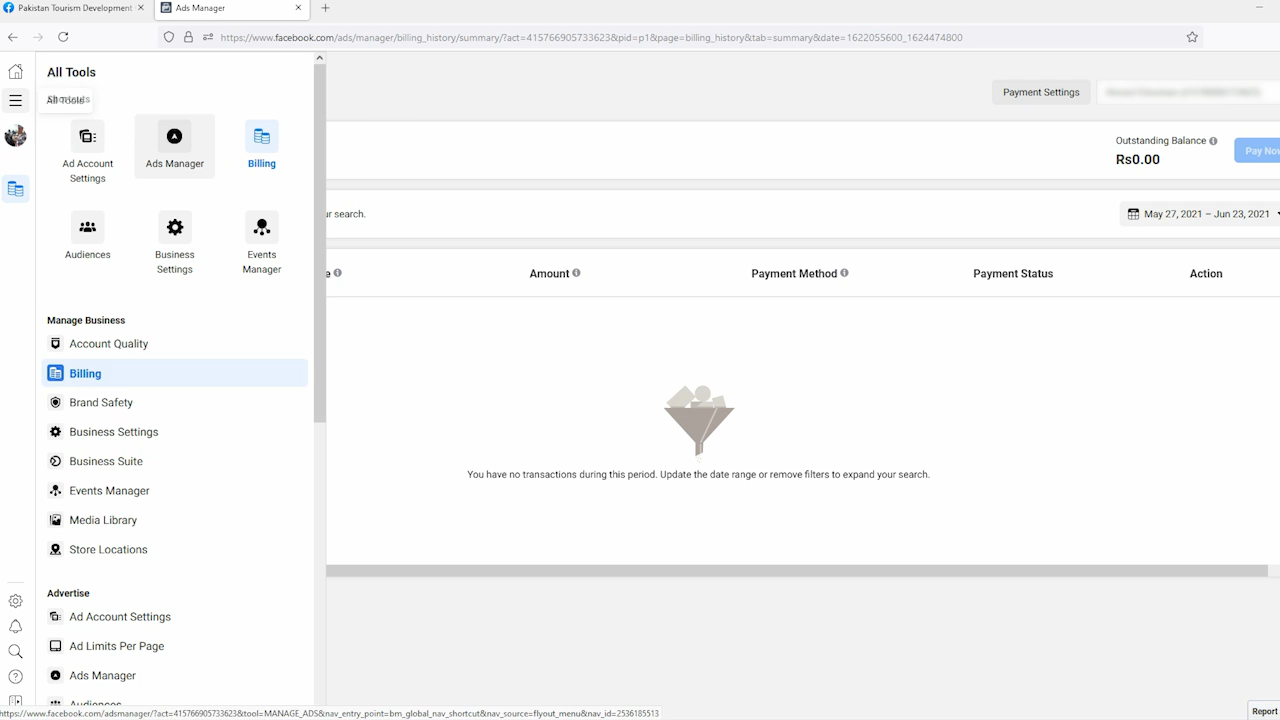 Pakistan Tourism Development
Ads Manager
https://www.facebook.com/ads/manager/billing_history/summary/?act=415766905733623&pid=p1&page=billing_history&tab=summary&date=1622055600_1624474800
All Tools
All Tools
Ad Account
Settings
Ads Manager
Billing
Audiences
Business
Settings
Events
Manager
Manage Business
Account Quality
Billing
Brand Safety
Business Settings
Business Suite
Events Manager
Media Library
Store Locations
Advertise
Ad Account Settings
Ad Limits Per Page
Ads Manager
Audiences
Payment Settings
Outstanding Balance
Rs0.00
Pay Now
ur search.
May 27, 2021 – Jun 23, 2021
e
Amount
Payment Method
Payment Status
Action
You have no transactions during this period. Update the date range or remove filters to expand your search.
https://www.facebook.com/adsmanager/?act=415766905733623&tool=MANAGE_ADS&nav_entry_point=bm_global_nav_shortcut&nav_source=flyout_menu&nav_id=2536185513
Report